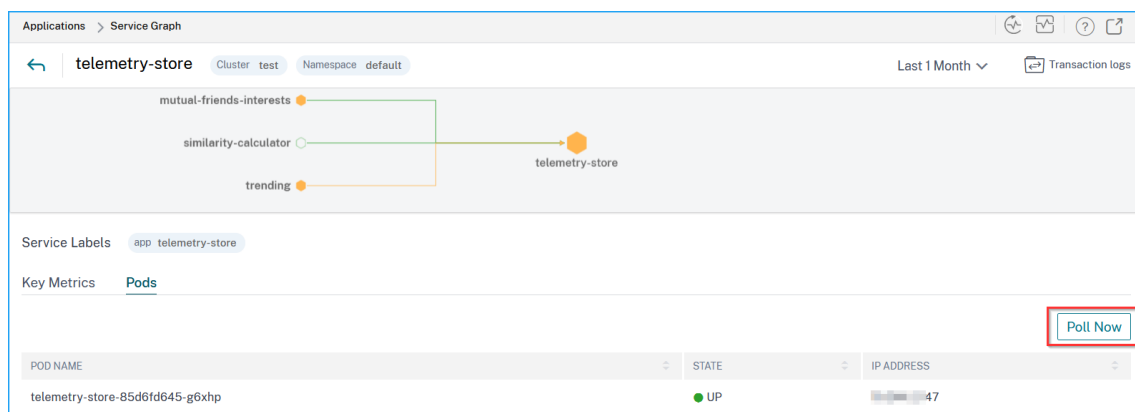 Applications > Service Graph
telemetry-store Cluster test Namespace default Last 1 Month Transaction logs
mutual-friends-interests
similarity-calculator
telemetry-store
trending
Service Labels app telemetry-store
Key Metrics Pods
Poll Now
POD NAME STATE IP ADDRESS
telemetry-store-85d6fd645-g6xhp UP 47